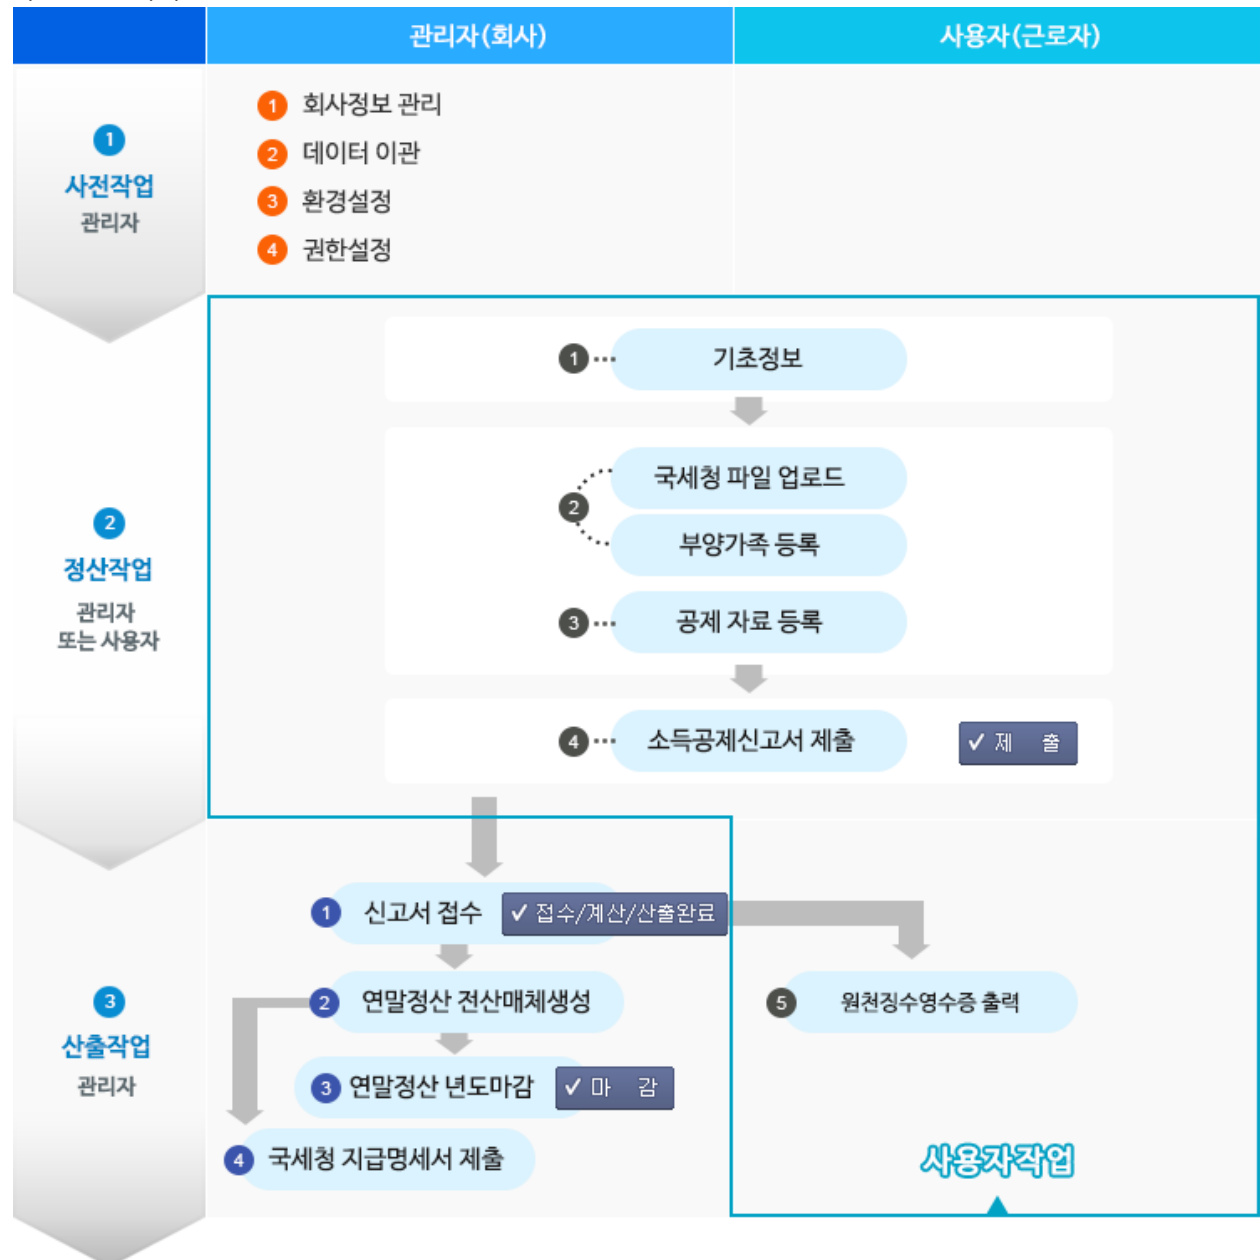 관리자(회사)
사용자(근로자)
1
사전작업
관리자
1 회사정보 관리
2 데이터 이관
3 환경설정
4 권한설정
2
정산작업
관리자
또는 사용자
1 기초정보
국세청 파일 업로드
2
부양가족 등록
3 공제 자료 등록
4 소득공제신고서 제출
✓ 제 출
3
산출작업
관리자
1 신고서 접수
✓ 접수/계산/산출완료
2 연말정산 전산매체생성
3 연말정산 년도마감
✓ 마 감
4 국세청 지급명세서 제출
5 원천징수영수증 출력
사용자작업